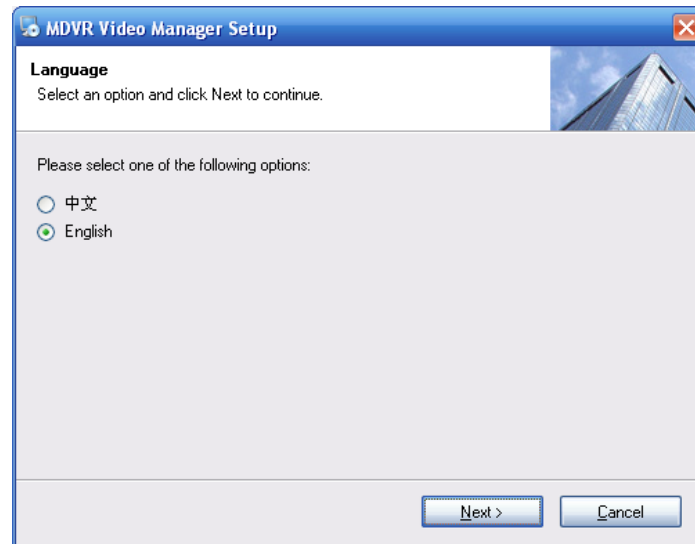 MDVR Video Manager Setup
Language
Select an option and click Next to continue.
Please select one of the following options:
中文
English
Next >
Cancel